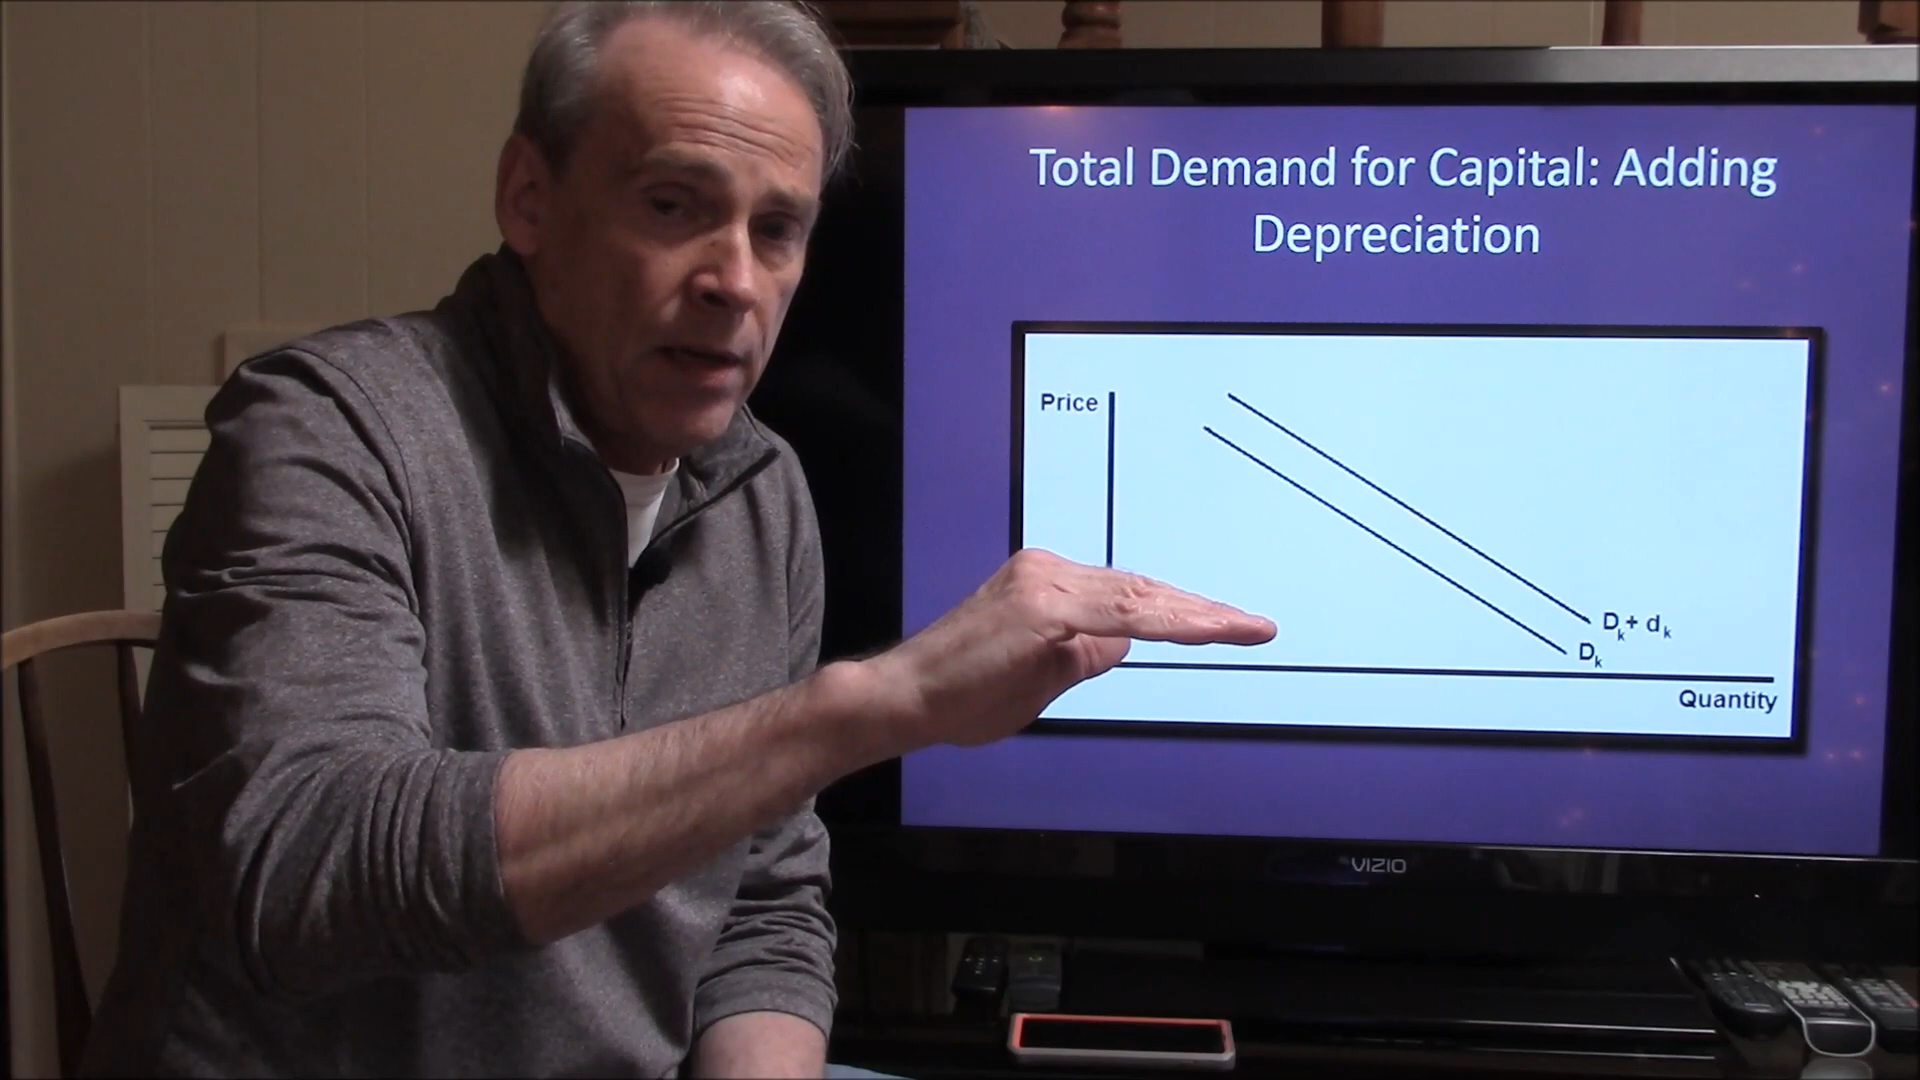 Total Demand for Capital: Adding
Depreciation
Price
Dk + dk
Dk
Quantity
VIZIO